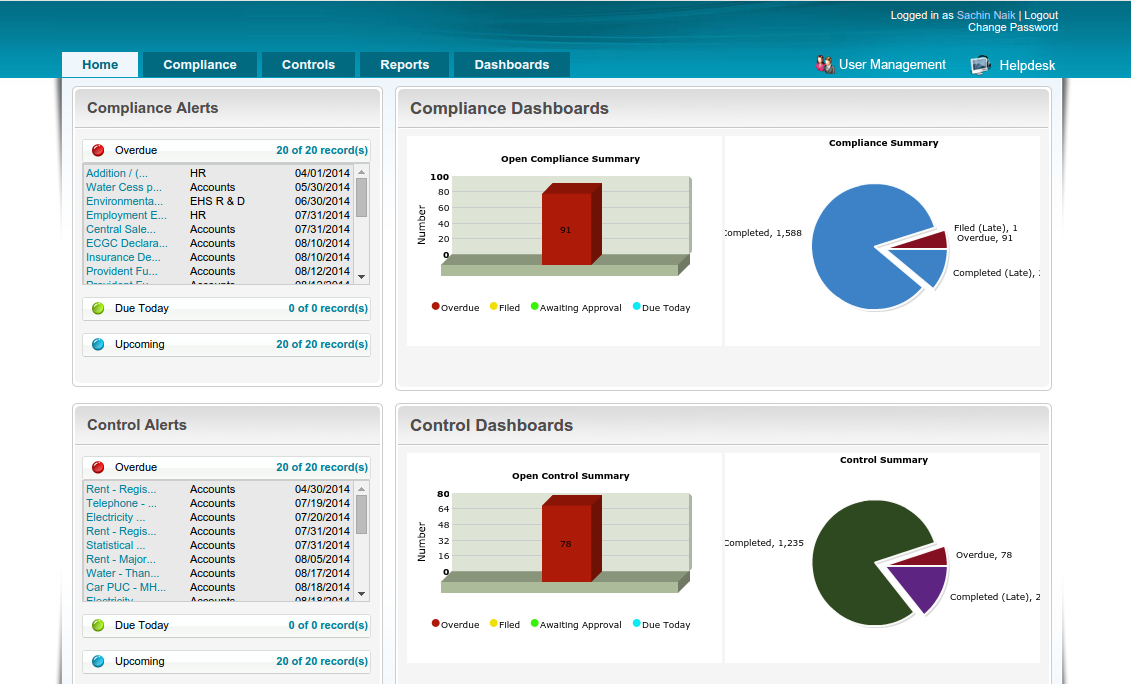 Logged in as Sachin Naik | Logout
Change Password
Home Compliance Controls Reports Dashboards User Management Helpdesk
Compliance Alerts
Overdue 20 of 20 record(s)
Addition / (... HR 04/01/2014
Water Cess p... Accounts 05/30/2014
Environmenta... EHS R & D 06/30/2014
Employment E... HR 07/31/2014
Central Sale... Accounts 07/31/2014
ECGC Declara... Accounts 08/10/2014
Insurance De... Accounts 08/10/2014
Provident Fu... Accounts 08/12/2014
Provident Fu... Accounts 08/12/2014
Due Today 0 of 0 record(s)
Upcoming 20 of 20 record(s)
Compliance Dashboards
Open Compliance Summary
Number
100
80
60
40
20
0
91
Overdue Filed Awaiting Approval Due Today
Compliance Summary
Completed, 1,588
Filed (Late), 1
Overdue, 91
Completed (Late),
Control Alerts
Overdue 20 of 20 record(s)
Rent - Regis... Accounts 04/30/2014
Telephone - ... Accounts 07/19/2014
Electricity ... Accounts 07/20/2014
Rent - Regis... Accounts 07/31/2014
Statistical ... Accounts 07/31/2014
Rent - Major... Accounts 08/05/2014
Water - Than... Accounts 08/17/2014
Car PUC - MH... Accounts 08/18/2014
Electricity Accounts 08/18/2014
Due Today 0 of 0 record(s)
Upcoming 20 of 20 record(s)
Control Dashboards
Open Control Summary
Number
80
64
48
32
16
0
78
Overdue Filed Awaiting Approval Due Today
Control Summary
Completed, 1,235
Overdue, 78
Completed (Late), 2